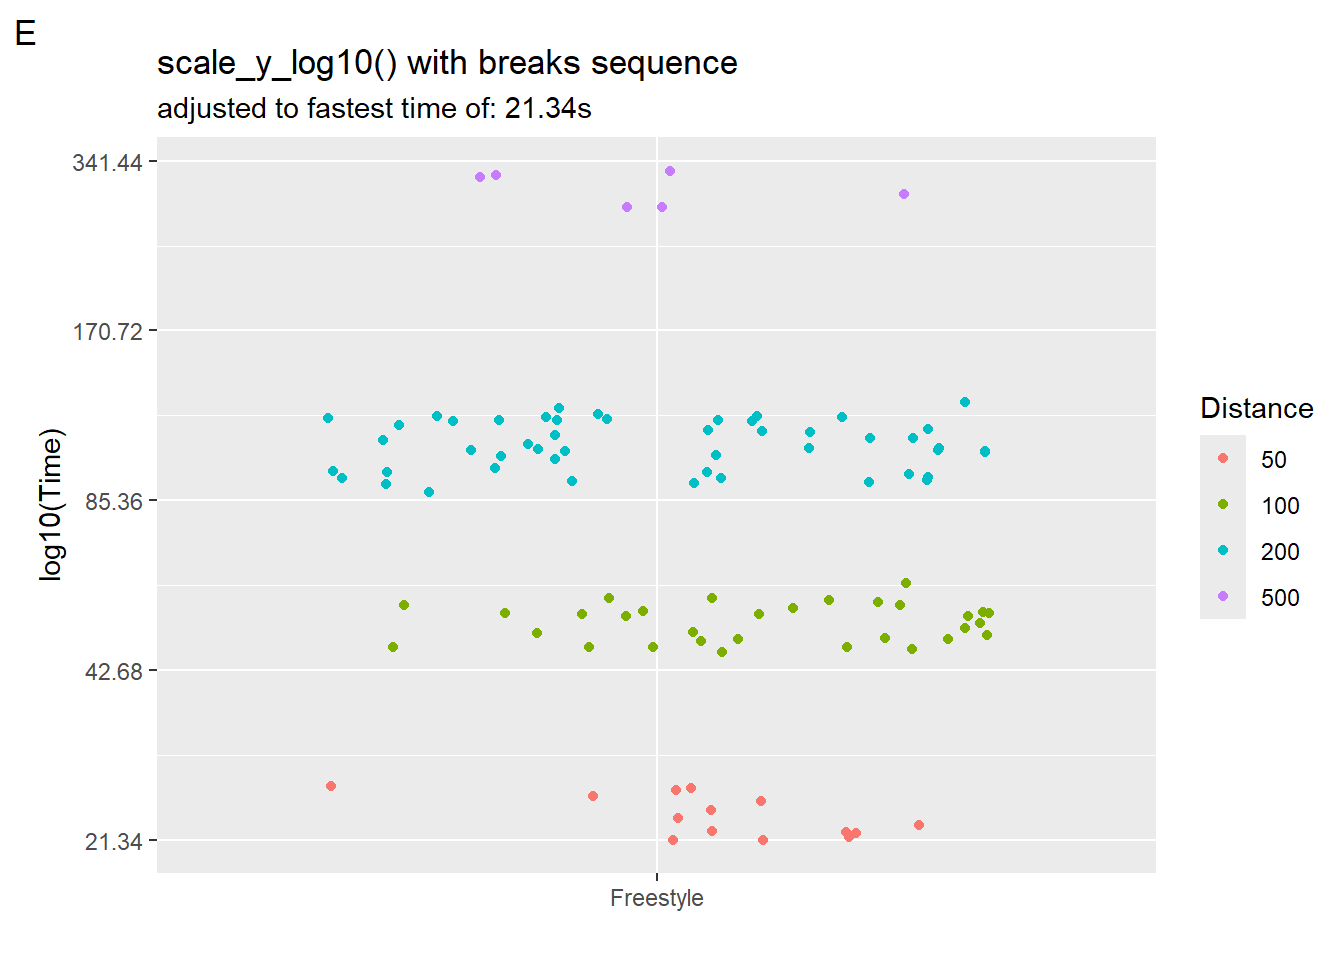 E
scale_y_log10() with breaks sequence
adjusted to fastest time of: 21.34s
341.44
170.72
85.36
42.68
21.34
log10(Time)
Freestyle
Distance
50
100
200
500